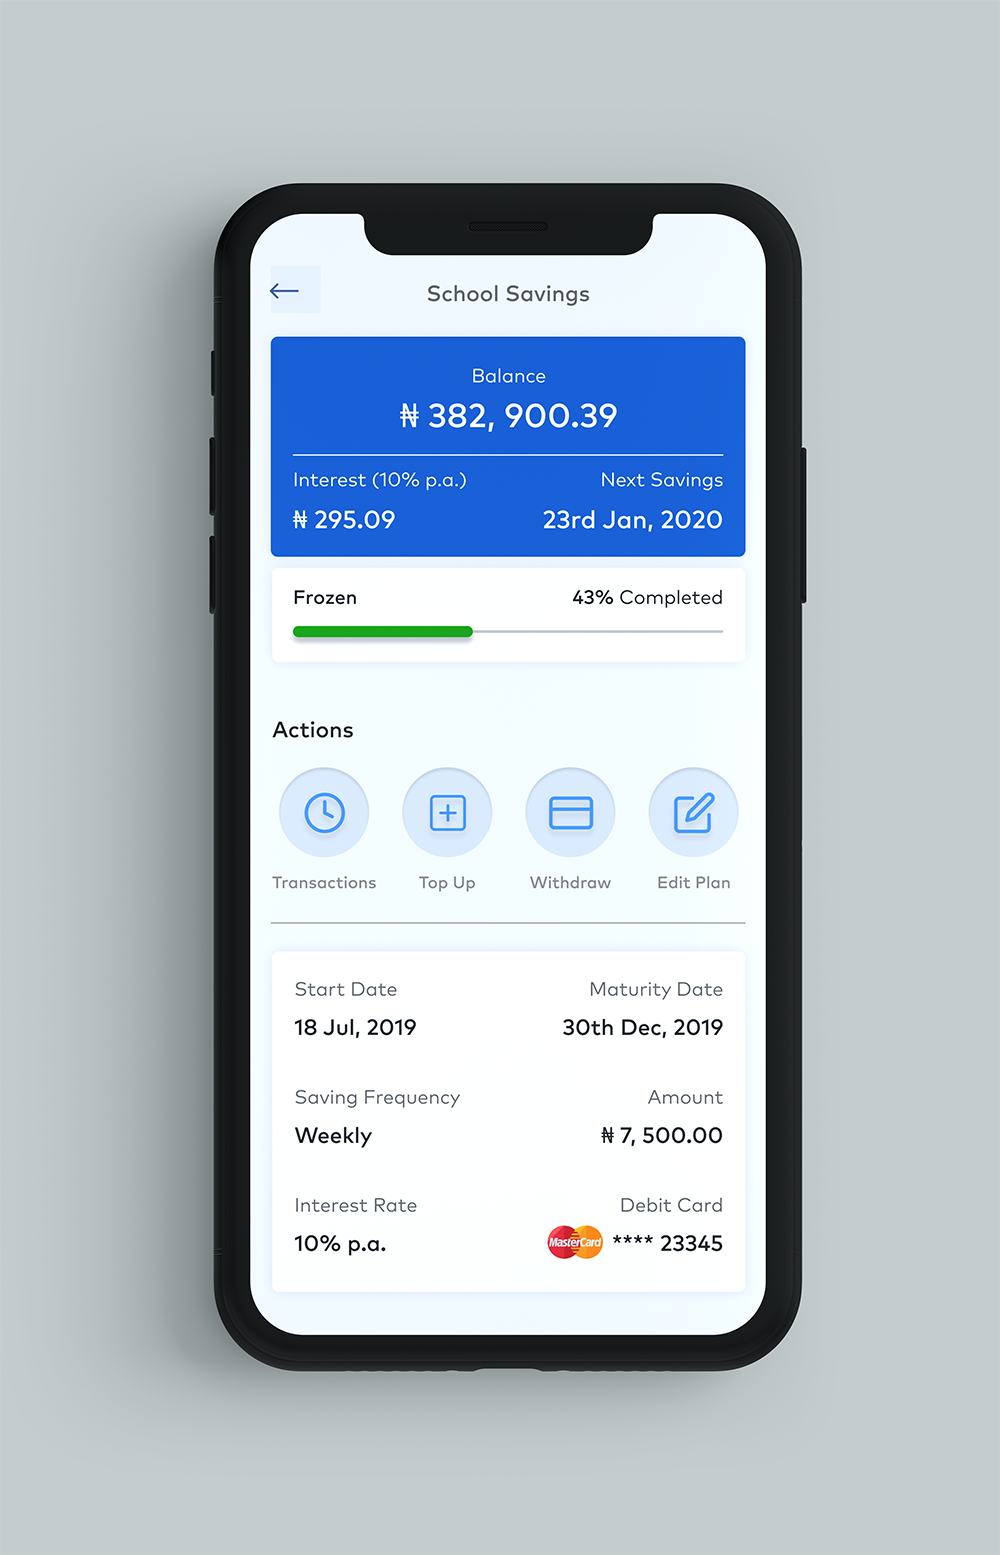 School Savings
Balance
₦ 382, 900.39
Interest (10% p.a.) Next Savings
₦ 295.09 23rd Jan, 2020
Frozen 43% Completed
Actions
Transactions Top Up Withdraw Edit Plan
Start Date Maturity Date
18 Jul, 2019 30th Dec, 2019
Saving Frequency Amount
Weekly ₦ 7, 500.00
Interest Rate Debit Card
10% p.a. MasterCard **** 23345